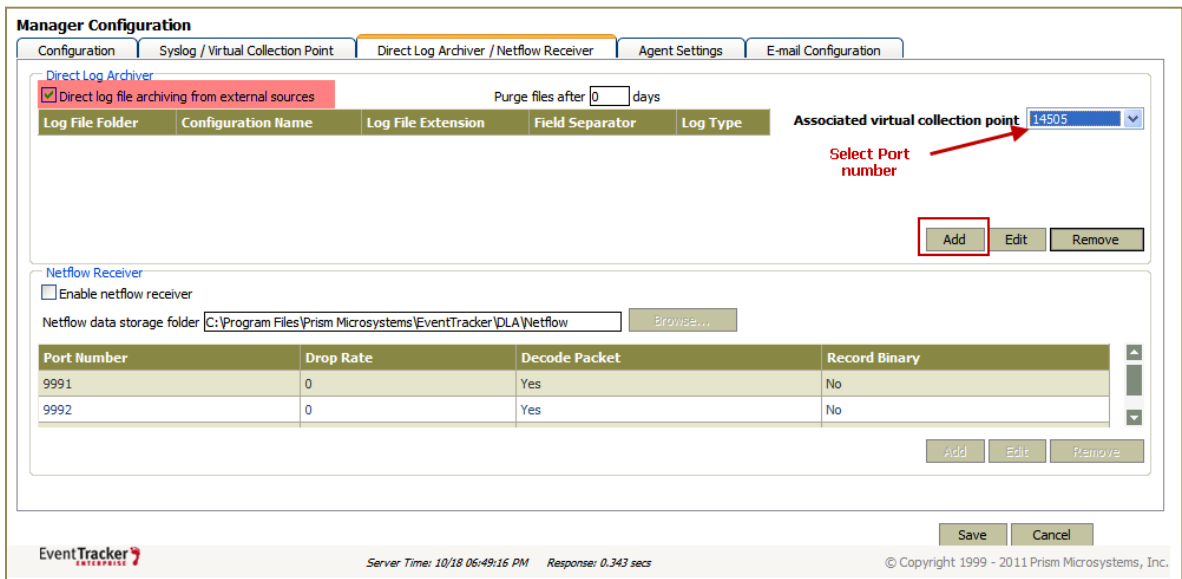 Manager Configuration
Configuration Syslog / Virtual Collection Point Direct Log Archiver / Netflow Receiver Agent Settings E-mail Configuration
Direct Log Archiver
Direct log file archiving from external sources Purge files after 0 days
Log File Folder Configuration Name Log File Extension Field Separator Log Type Associated virtual collection point 14505
Select Port
number
Add Edit Remove
Netflow Receiver
Enable netflow receiver
Netflow data storage folder C:\Program Files\Prism Microsystems\EventTracker\DLA\Netflow Browse...
Port Number Drop Rate Decode Packet Record Binary
9991 0 Yes No
9992 0 Yes No
Add Edit Remove
Save Cancel
EventTracker ENTERPRISE Server Time: 10/18 06:49:16 PM Response: 0.343 secs © Copyright 1999 - 2011 Prism Microsystems, Inc.